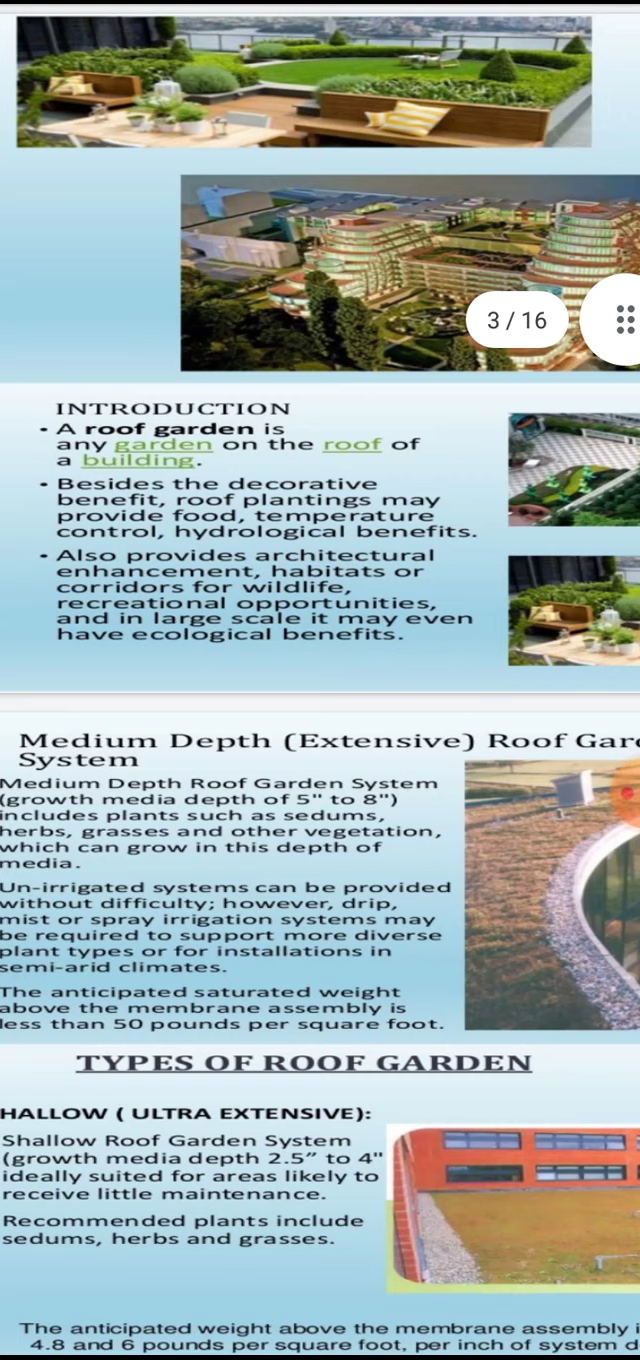 3 / 16
INTRODUCTION
• A roof garden is
any garden on the roof of
a building.
• Besides the decorative
benefit, roof plantings may
provide food, temperature
control, hydrological benefits.
• Also provides architectural
enhancement, habitats or
corridors for wildlife,
recreational opportunities,
and in large scale it may even
have ecological benefits.
Medium Depth (Extensive) Roof Gar
System
Medium Depth Roof Garden System
(growth media depth of 5" to 8")
includes plants such as sedums,
herbs, grasses and other vegetation,
which can grow in this depth of
media.
Un-irrigated systems can be provided
without difficulty; however, drip,
mist or spray irrigation systems may
be required to support more diverse
plant types or for installations in
semi-arid climates.
The anticipated saturated weight
above the membrane assembly is
less than 50 pounds per square foot.
TYPES OF ROOF GARDEN
HALLOW ( ULTRA EXTENSIVE):
Shallow Roof Garden System
(growth media depth 2.5” to 4"
ideally suited for areas likely to
receive little maintenance.
Recommended plants include
sedums, herbs and grasses.
The anticipated weight above the membrane assembly i
4.8 and 6 pounds per square foot, per inch of system d